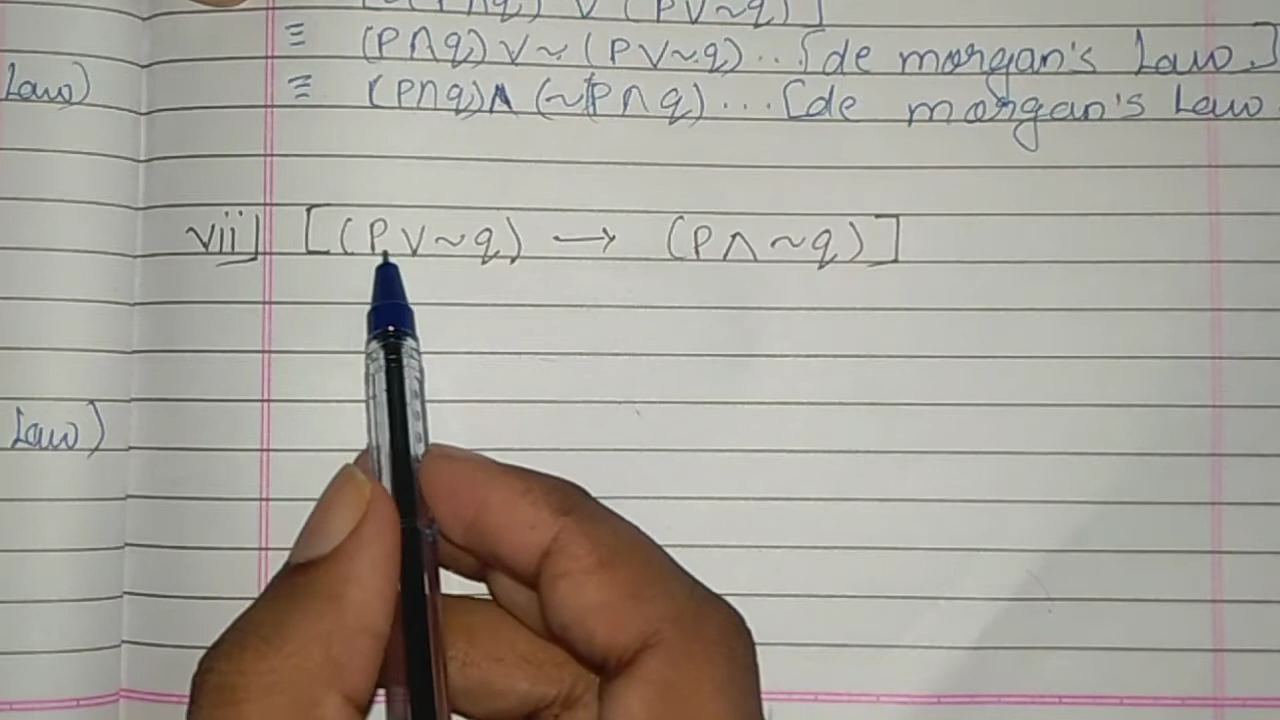 ≡ (P∧q) ∨ ~(P∨~q)... [de morgan's Law.]
Law)
≡ (P∧q)∧ (~P∧q)... [de morgan's Law
vii] [(P∨~q) → (P∧~q)]
Law)